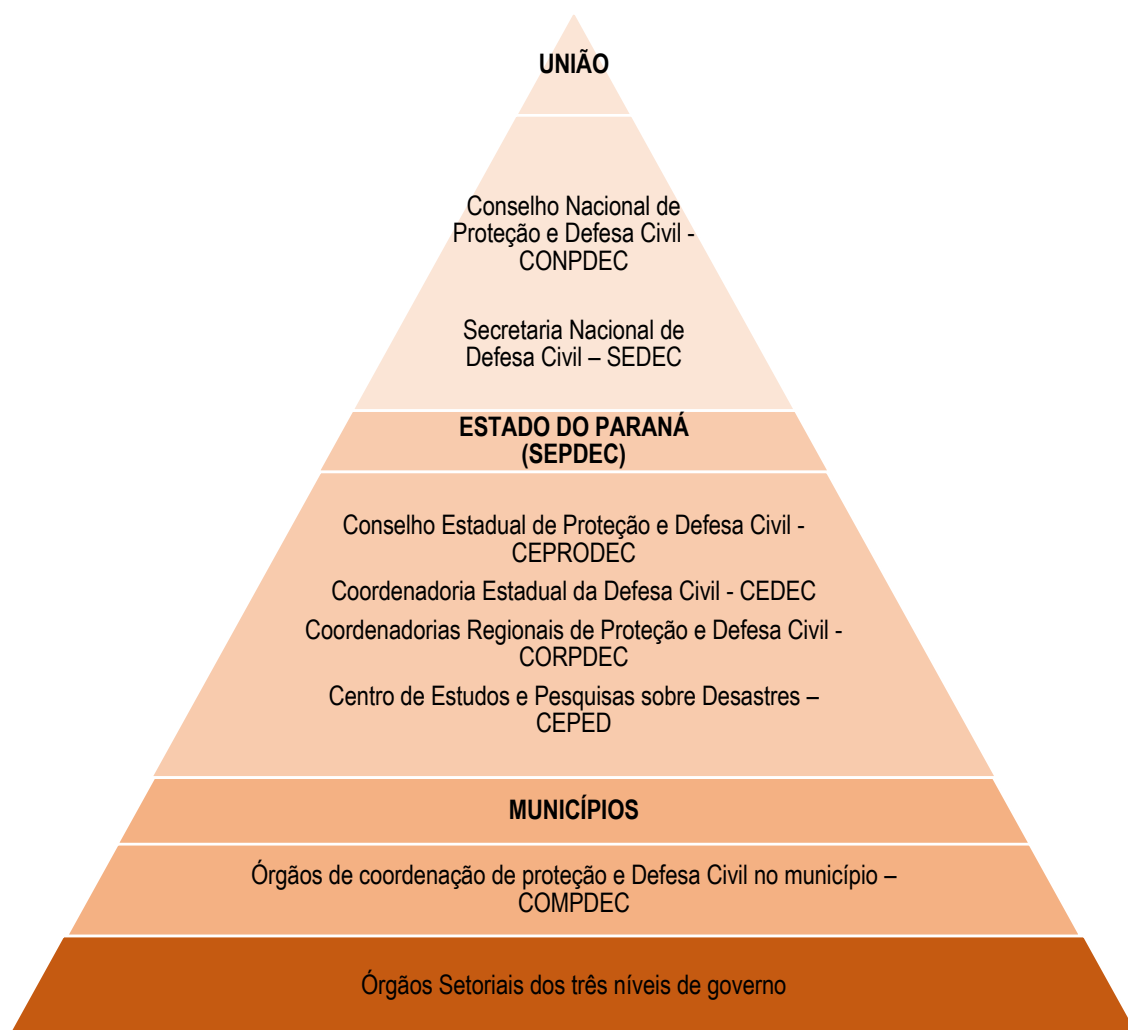 UNIÃO
Conselho Nacional de
Proteção e Defesa Civil -
CONPDEC
Secretaria Nacional de
Defesa Civil – SEDEC
ESTADO DO PARANÁ
(SEPDEC)
Conselho Estadual de Proteção e Defesa Civil -
CEPRODEC
Coordenadoria Estadual da Defesa Civil - CEDEC
Coordenadorias Regionais de Proteção e Defesa Civil -
CORPDEC
Centro de Estudos e Pesquisas sobre Desastres –
CEPED
MUNICÍPIOS
Órgãos de coordenação de proteção e Defesa Civil no município –
COMPDEC
Órgãos Setoriais dos três níveis de governo